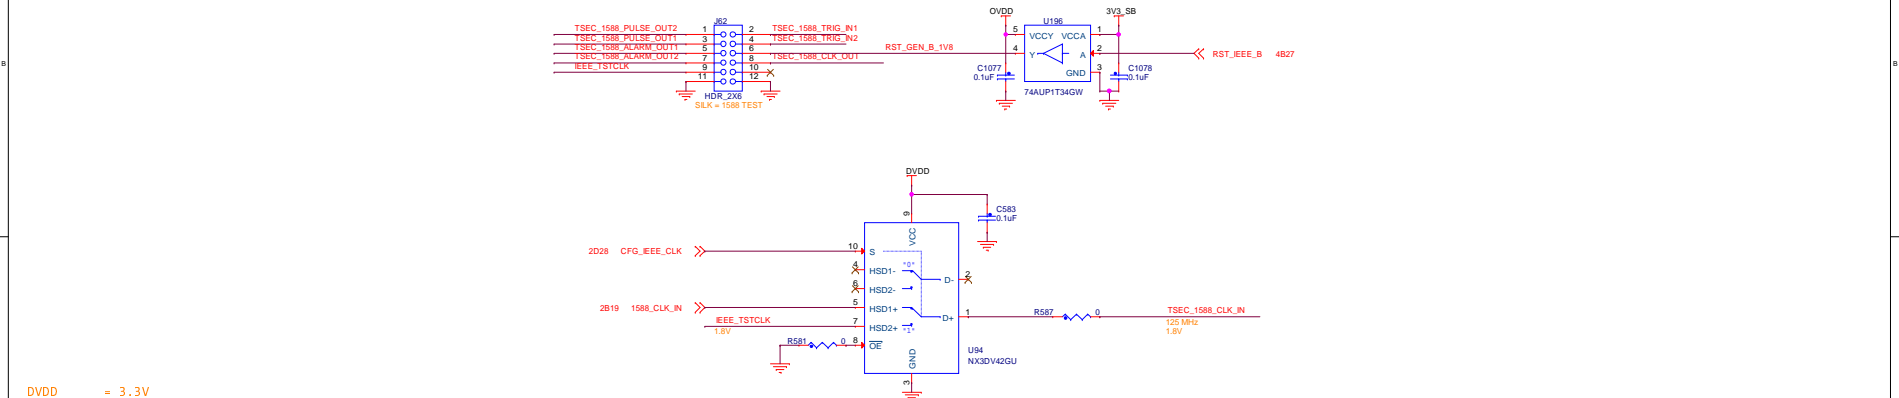 J62
TSEC_1588_PULSE_OUT2 1 2 TSEC_1588_TRIG_IN1
TSEC_1588_PULSE_OUT1 3 4 TSEC_1588_TRIG_IN2
TSEC_1588_ALARM_OUT1 5 6
TSEC_1588_ALARM_OUT2 7 8 TSEC_1588_CLK_OUT
IEEE_TSTCLK 9 10
11 12
HDR_2X6
SILK = 1588 TEST
OVDD 3V3_SB
U196
5 VCCY VCCA 1
RST_GEN_B_1V8 4 Y A 2 RST_IEEE_B 4B27
GND 3
C1077
0.1uF
C1078
0.1uF
74AUP1T34GW
B B
DVDD
C583
0.1uF
9
VCC
2D28 CFG_IEEE_CLK 10 S
4 HSD1- "0"
D- 2
6 HSD2-
2B19 1588_CLK_IN 5 HSD1+
D+ 1 R587 0 TSEC_1588_CLK_IN
125 MHz
1.8V
IEEE_TSTCLK 7 HSD2+ "1"
1.8V
R581 0 8 OE
GND
3
U94
NX3DV42GU
DVDD = 3.3V